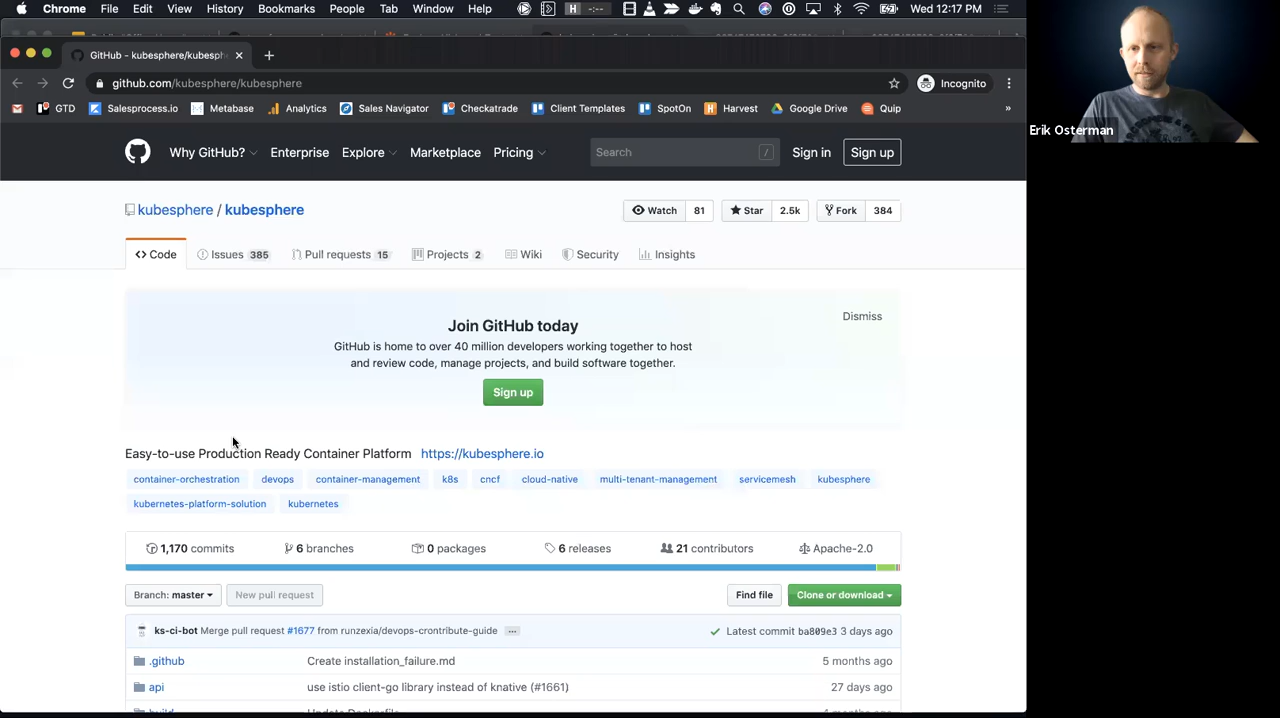 Chrome File Edit View History Bookmarks People Tab Window Help H -:-- Wed 12:17 PM
GitHub - kubesphere/kubesph
github.com/kubesphere/kubesphere Incognito
GTD Salesprocess.io Metabase Analytics Sales Navigator Checkatrade Client Templates SpotOn Harvest Google Drive Quip »
Erik Osterman
Why GitHub? Enterprise Explore Marketplace Pricing Search / Sign in Sign up
kubesphere / kubesphere Watch 81 Star 2.5k Fork 384
<> Code Issues 385 Pull requests 15 Projects 2 Wiki Security Insights
Join GitHub today
Dismiss
GitHub is home to over 40 million developers working together to host
and review code, manage projects, and build software together.
Sign up
Easy-to-use Production Ready Container Platform https://kubesphere.io
container-orchestration devops container-management k8s cncf cloud-native multi-tenant-management servicemesh kubesphere
kubernetes-platform-solution kubernetes
1,170 commits 6 branches 0 packages 6 releases 21 contributors Apache-2.0
Branch: master New pull request Find file Clone or download
ks-ci-bot Merge pull request #1677 from runzexia/devops-crontribute-guide ... Latest commit ba809e3 3 days ago
.github Create installation_failure.md 5 months ago
api use istio client-go library instead of knative (#1661) 27 days ago